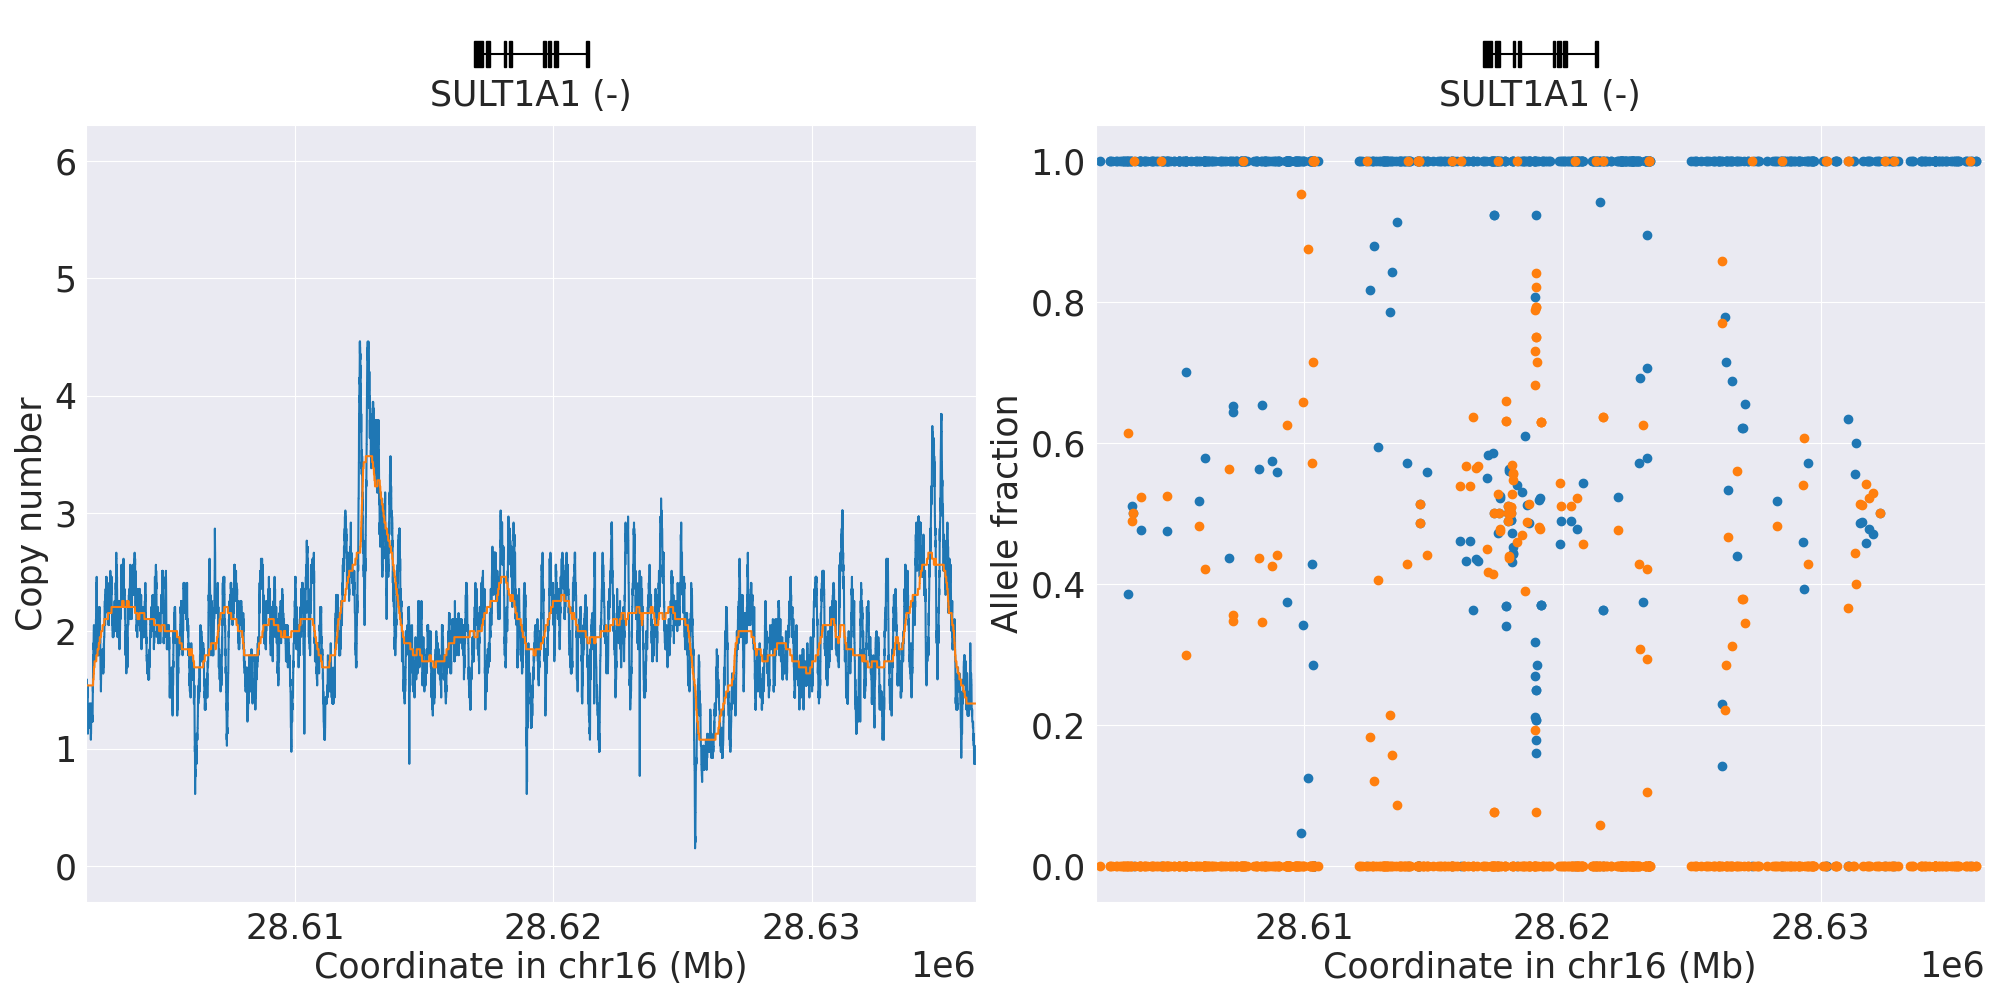 SULT1A1 (-)
6
5
4
3
2
1
0
Copy number
28.61
28.62
28.63
Coordinate in chr16 (Mb)
1e6
SULT1A1 (-)
1.0
0.8
0.6
0.4
0.2
0.0
Allele fraction
28.61
28.62
28.63
Coordinate in chr16 (Mb)
1e6